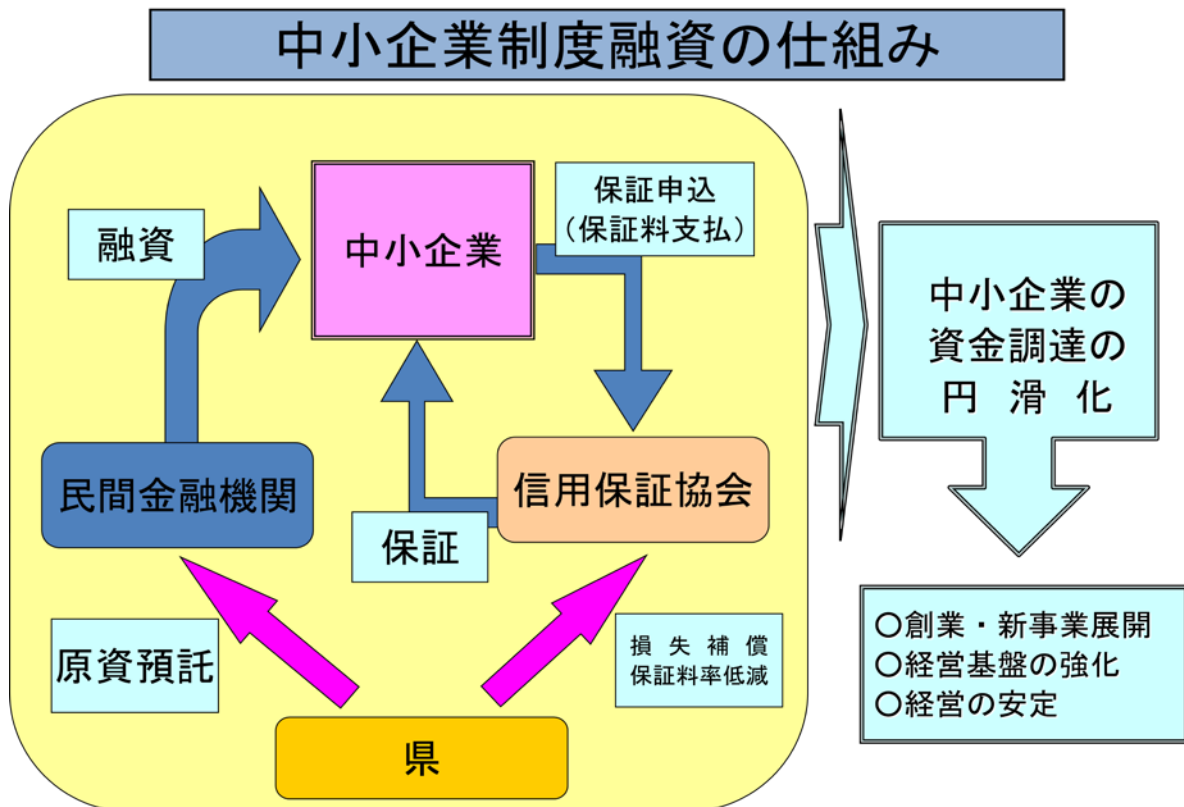 中小企業制度融資の仕組み
融資
中小企業
保証申込
（保証料支払）
民間金融機関
信用保証協会
保証
原資預託
損失補償
保証料率低減
県
中小企業の
資金調達の
円滑化
〇創業・新事業展開
〇経営基盤の強化
〇経営の安定